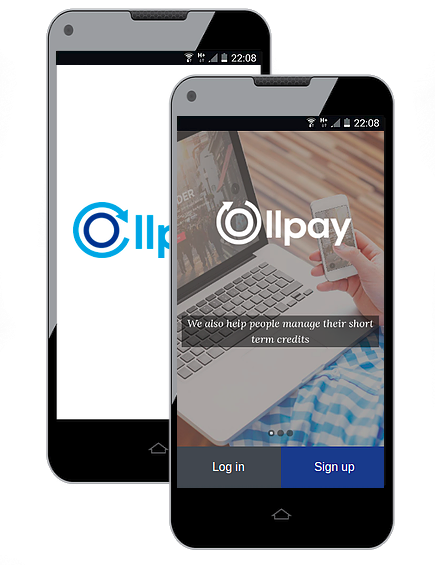 22:08
llp
H+ 22:08
llpay
We also help people manage their short
term credits
Log in
Sign up